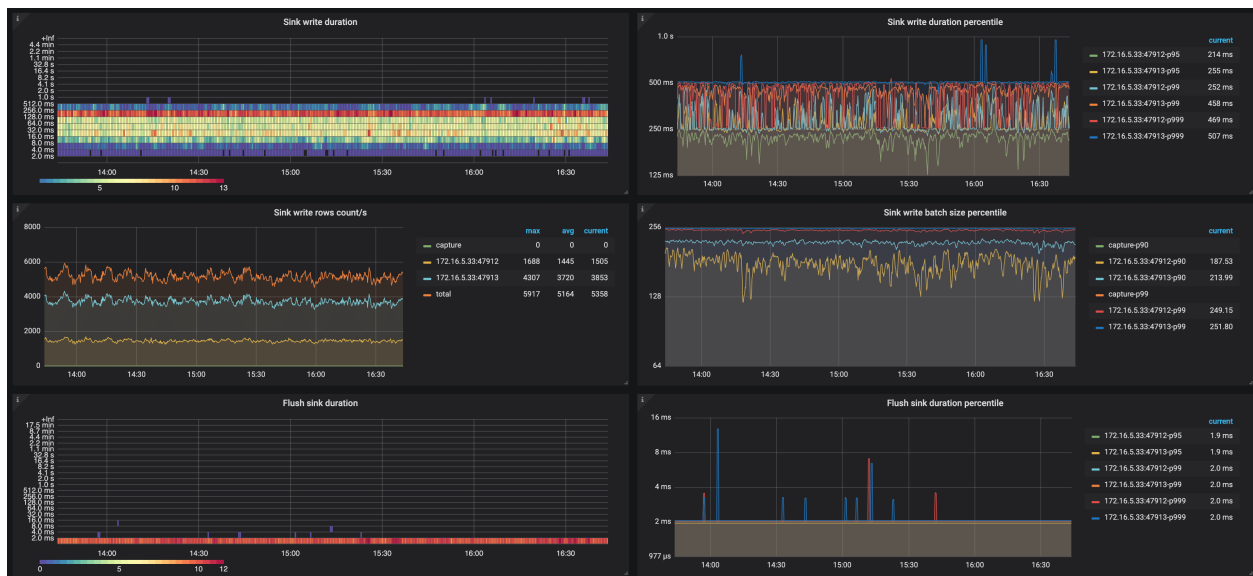 Sink write duration
+Inf
4.4 min
2.2 min
1.1 min
32.8 s
16.4 s
8.2 s
4.1 s
2.0 s
1.0 s
512.0 ms
256.0 ms
128.0 ms
64.0 ms
32.0 ms
16.0 ms
8.0 ms
4.0 ms
2.0 ms
14:00 14:30 15:00 15:30 16:00 16:30
5 10 13
Sink write duration percentile
1.0 s
500 ms
250 ms
125 ms
14:00 14:30 15:00 15:30 16:00 16:30
current
172.16.5.33:47912-p95 214 ms
172.16.5.33:47913-p95 255 ms
172.16.5.33:47912-p99 252 ms
172.16.5.33:47913-p99 458 ms
172.16.5.33:47912-p999 469 ms
172.16.5.33:47913-p999 507 ms
Sink write rows count/s
8000
6000
4000
2000
0
14:00 14:30 15:00 15:30 16:00 16:30
max avg current
capture 0 0 0
172.16.5.33:47912 1688 1445 1505
172.16.5.33:47913 4307 3720 3853
total 5917 5164 5358
Sink write batch size percentile
256
128
64
14:00 14:30 15:00 15:30 16:00 16:30
current
capture-p90
172.16.5.33:47912-p90 187.53
172.16.5.33:47913-p90 213.99
capture-p99
172.16.5.33:47912-p99 249.15
172.16.5.33:47913-p99 251.80
Flush sink duration
+Inf
17.5 min
8.7 min
4.4 min
2.2 min
1.1 min
32.8 s
16.4 s
8.2 s
4.1 s
2.0 s
1.0 s
512.0 ms
256.0 ms
128.0 ms
64.0 ms
32.0 ms
16.0 ms
8.0 ms
4.0 ms
2.0 ms
14:00 14:30 15:00 15:30 16:00 16:30
0 5 10 12
Flush sink duration percentile
16 ms
8 ms
4 ms
2 ms
977 µs
14:00 14:30 15:00 15:30 16:00 16:30
current
172.16.5.33:47912-p95 1.9 ms
172.16.5.33:47913-p95 1.9 ms
172.16.5.33:47912-p99 2.0 ms
172.16.5.33:47913-p99 2.0 ms
172.16.5.33:47912-p999 2.0 ms
172.16.5.33:47913-p999 2.0 ms